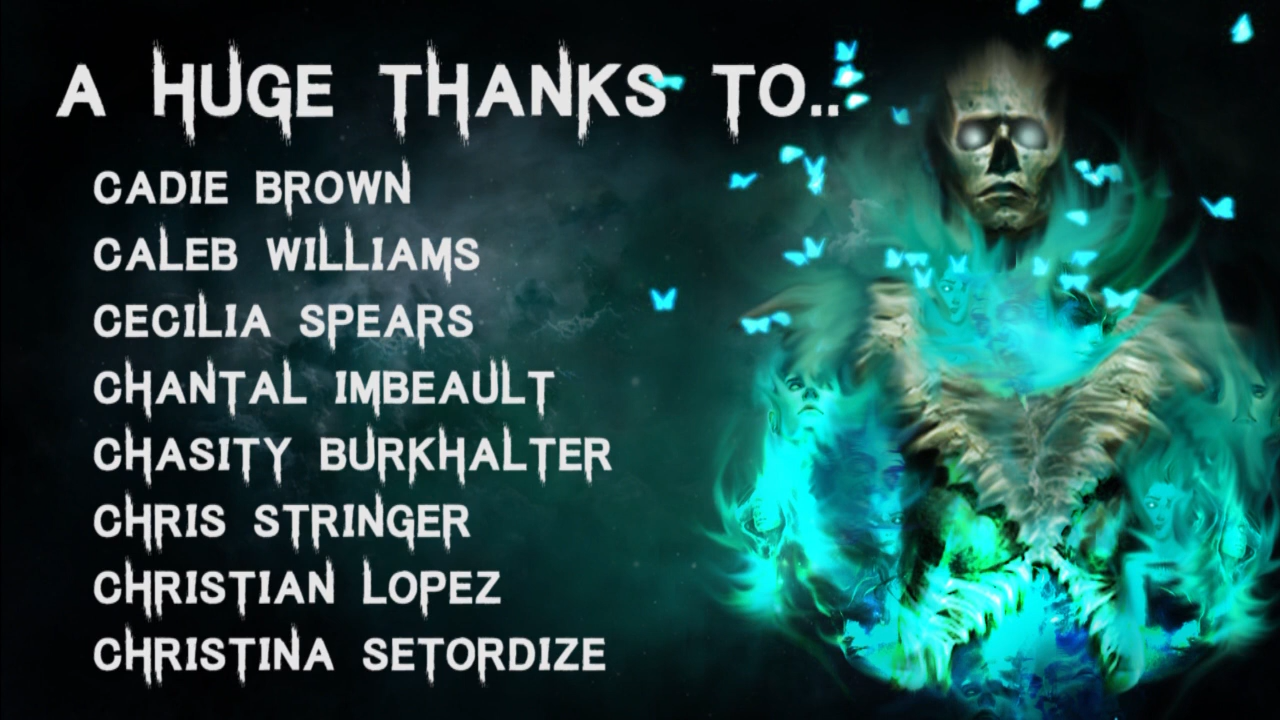 A HUGE THANKS TO..
CADIE BROWN
CALEB WILLIAMS
CECILIA SPEARS
CHANTAL IMBEAULT
CHASITY BURKHALTER
CHRIS STRINGER
CHRISTIAN LOPEZ
CHRISTINA SETORDIZE